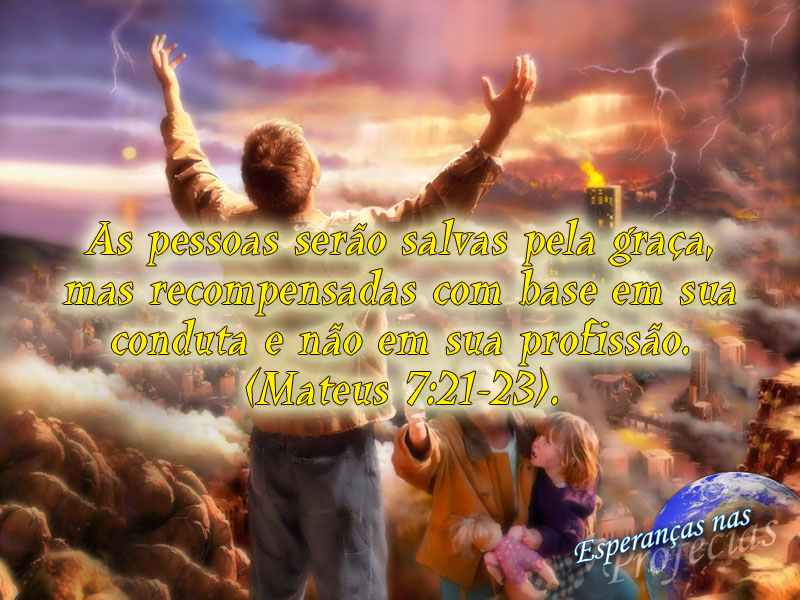 As pessoas serão salvas pela graça,
mas recompensadas com base em sua
conduta e não em sua profissão.
(Mateus 7:21-23).
Esperanças nas
Profecias